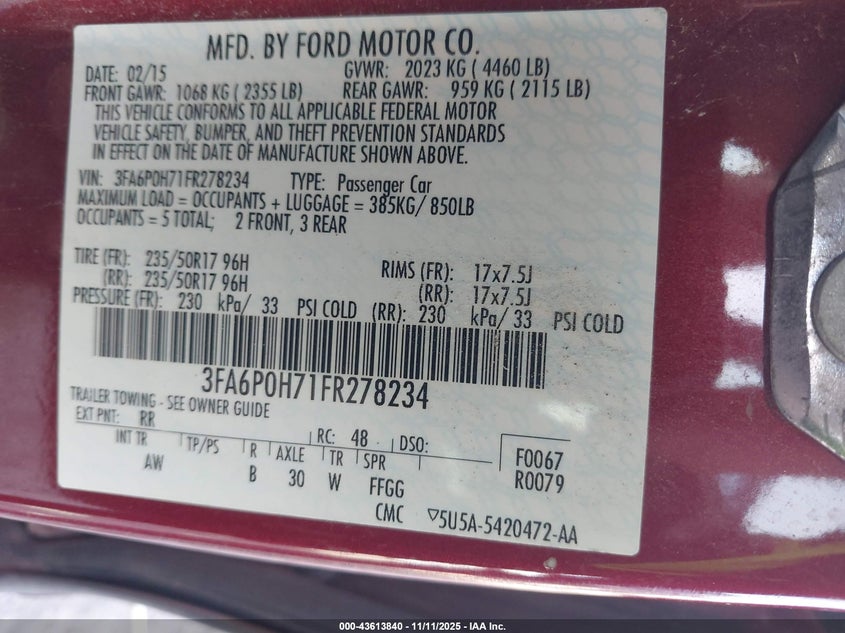 MFD. BY FORD MOTOR CO.
DATE: 02/15 GVWR: 2023 KG ( 4460 LB)
FRONT GAWR: 1068 KG ( 2355 LB) REAR GAWR: 959 KG ( 2115 LB)
THIS VEHICLE CONFORMS TO ALL APPLICABLE FEDERAL MOTOR
VEHICLE SAFETY, BUMPER, AND THEFT PREVENTION STANDARDS
IN EFFECT ON THE DATE OF MANUFACTURE SHOWN ABOVE.
VIN: 3FA6P0H71FR278234 TYPE: Passenger Car
MAXIMUM LOAD = OCCUPANTS + LUGGAGE = 385KG/ 850LB
OCCUPANTS = 5 TOTAL; 2 FRONT, 3 REAR
TIRE (FR): 235/50R17 96H RIMS (FR): 17x7.5J
(RR): 235/50R17 96H (RR): 17x7.5J
PRESSURE (FR): 230 kPa/ 33 PSI COLD (RR): 230 kPa/ 33 PSI COLD
3FA6P0H71FR278234
TRAILER TOWING - SEE OWNER GUIDE
EXT PNT: RR RC: 48 DSO: F0067
INT TR TP/PS R AXLE TR SPR R0079
AW B 30 W FFGG
CMC ▽5U5A-5420472-AA
000-43613840 - 11/11/2025 - IAA Inc.